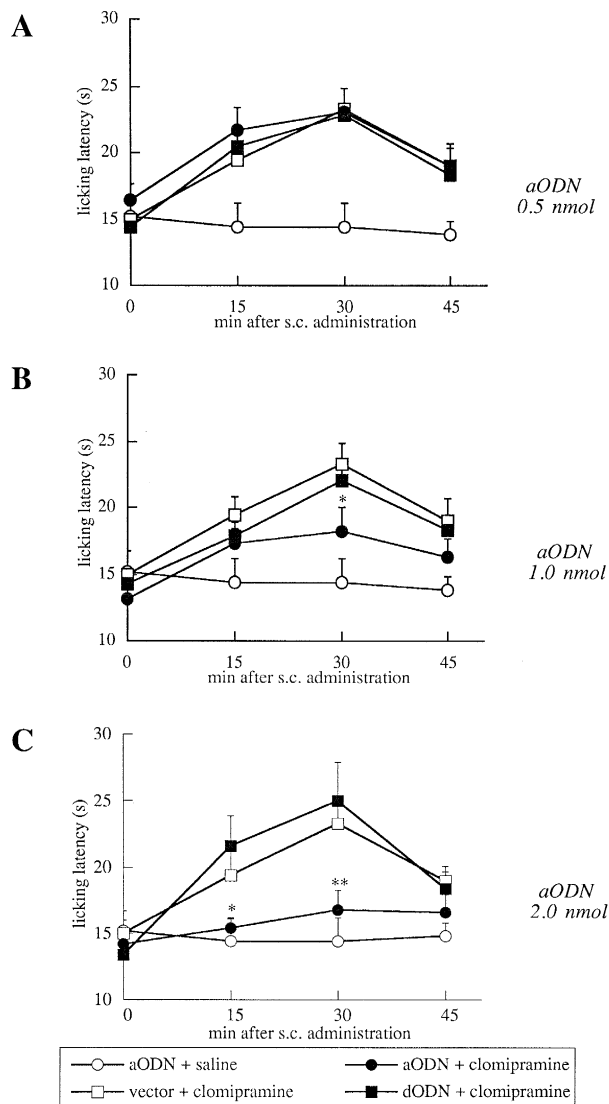 A
30
25
20
15
10
licking latency (s)
0 15 30 45
min after s.c. administration
aODN
0.5 nmol
B
30
25
20
15
10
licking latency (s)
*
0 15 30 45
min after s.c. administration
aODN
1.0 nmol
C
30
25
20
15
10
licking latency (s)
*
**
0 15 30 45
min after s.c. administration
aODN
2.0 nmol
aODN + saline
aODN + clomipramine
vector + clomipramine
dODN + clomipramine